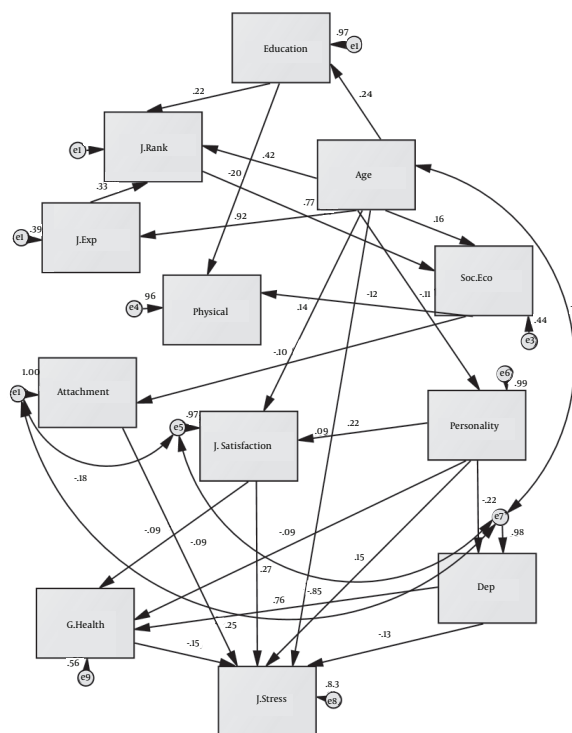 .97
Education
e1
.22
.24
J.Rank
e1
.42
-20
Age
.33
.77
.92
.16
.39
e1
J.Exp
Soc.Eco
-12
-.11
96
e4
Physical
.14
.44
e3
-.10
1.00
e1
Attachment
e6
.99
.97
e5
J. Satisfaction
.09
.22
Personality
-.18
-.22
e7
.98
-.09
-.09
-.09
.15
.27
Dep
.76
-.85
G.Health
.25
-.15
-.13
.56
e9
J.Stress
.8.3
e8